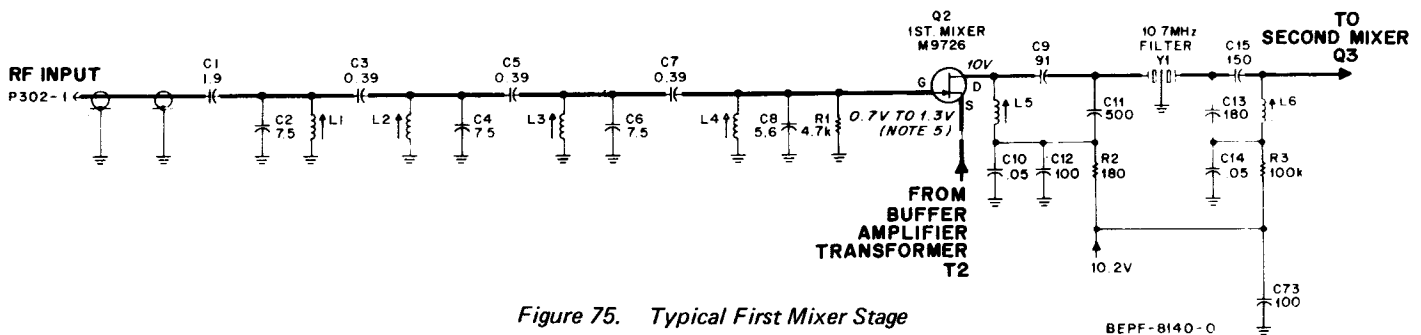 Q2
1ST. MIXER
M9726
10.7MHz
FILTER
Y1
TO
SECOND MIXER
Q3
RF INPUT
P302-1
C1
1.9
C3
0.39
C5
0.39
C7
0.39
10V
C9
91
C15
150
G
D
S
C2
7.5
L1
L2
C4
7.5
L3
C6
7.5
L4
C8
5.6
R1
4.7k
0.7V TO 1.3V
(NOTE 5)
L5
C11
500
C13
180
L6
C10
.05
C12
100
R2
180
C14
.05
R3
100k
FROM
BUFFER
AMPLIFIER
TRANSFORMER
T2
10.2V
C73
100
Figure 75. Typical First Mixer Stage
BEPF-8140-O